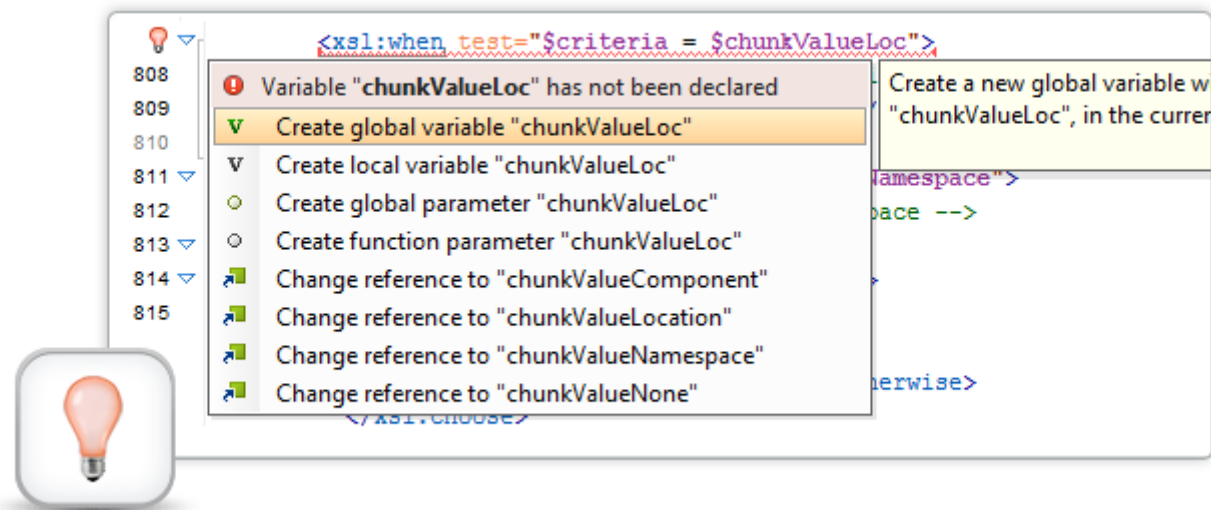 <xsl:when test="$criteria = $chunkValueLoc">
808
Variable "chunkValueLoc" has not been declared
Create a new global variable
809
Create global variable "chunkValueLoc"
"chunkValueLoc", in the
810
Create local variable "chunkValueLoc"
811
Namespace">
Create global parameter "chunkValueLoc"
812
-->
813
Create function parameter "chunkValueLoc"
814
Change reference to "chunkValueComponent"
815
Change reference to "chunkValueLocation"
Change reference to "chunkValueNamespace"
Change reference to "chunkValueNone"
</xsl:choose>